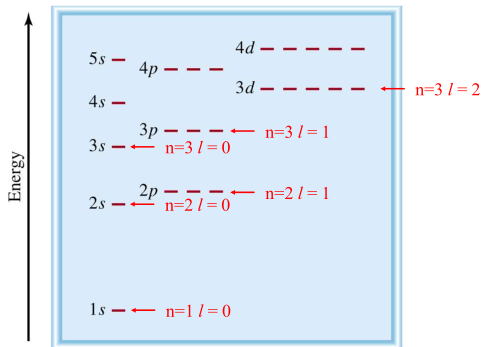 4d
5s
4p
3d
n=3 l = 2
4s
3p
n=3 l = 1
3s
n=3 l = 0
2p
n=2 l = 1
2s
n=2 l = 0
Energy
1s
n=1 l = 0